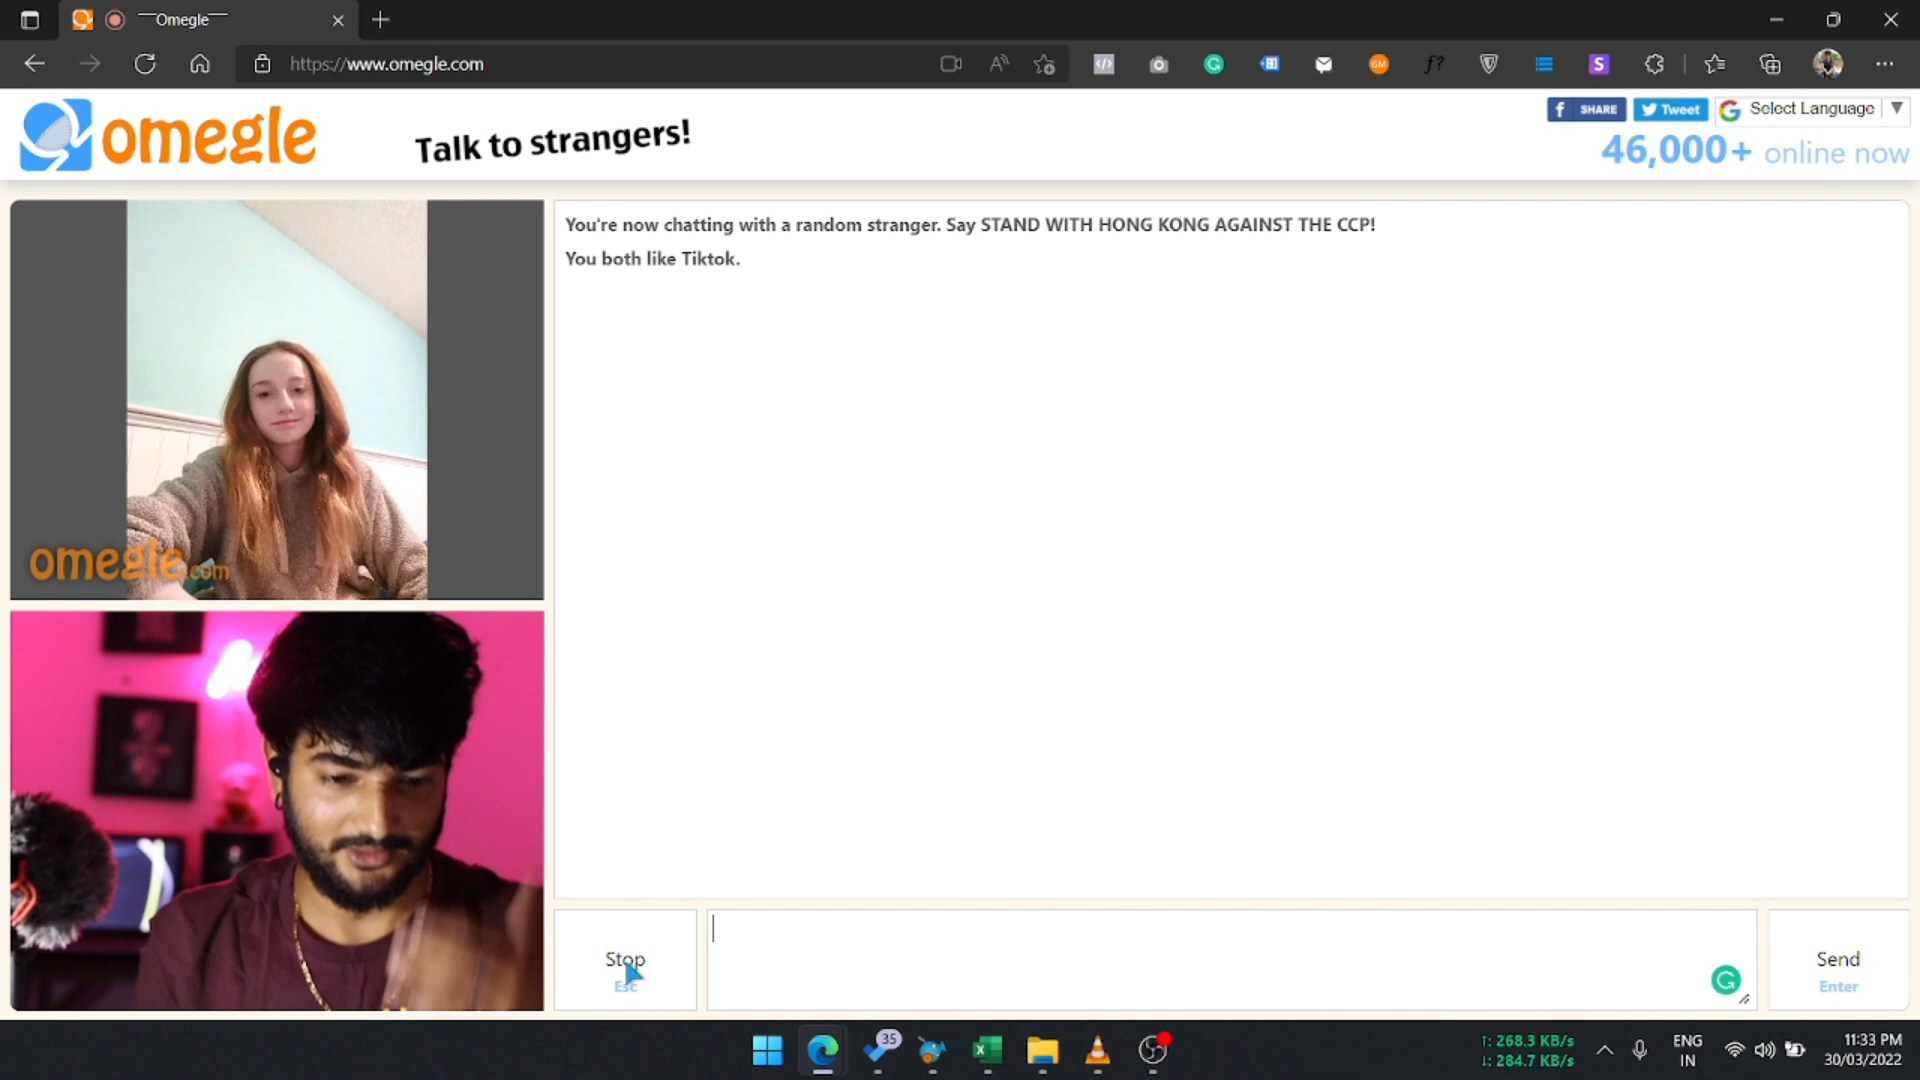 Omegle
https://www.omegle.com
GM
f?
S
omegle
Talk to strangers!
f SHARE
Tweet
G Select Language ▼
46,000+ online now
You're now chatting with a random stranger. Say STAND WITH HONG KONG AGAINST THE CCP!
You both like Tiktok.
omegle.com
Stop
Esc
Send
Enter
35
↑: 268.3 KB/s
↓: 284.7 KB/s
ENG
IN
11:33 PM
30/03/2022